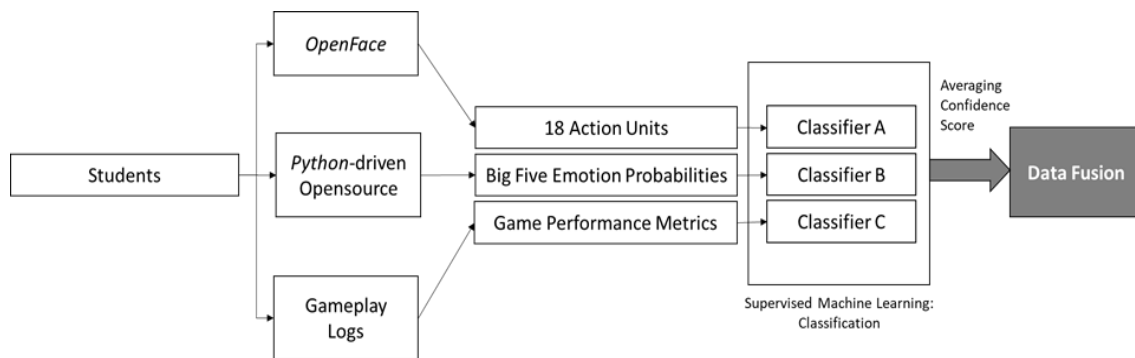 Students
OpenFace
Python-driven
Opensource
Gameplay
Logs
18 Action Units
Big Five Emotion Probabilities
Game Performance Metrics
Classifier A
Classifier B
Classifier C
Supervised Machine Learning:
Classification
Averaging
Confidence
Score
Data Fusion